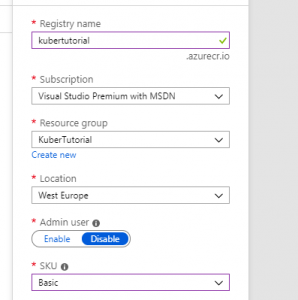 * Registry name
kubertutorial
.azurecr.io
* Subscription
Visual Studio Premium with MSDN
* Resource group
KuberTutorial
Create new
* Location
West Europe
* Admin user
Enable Disable
* SKU
Basic